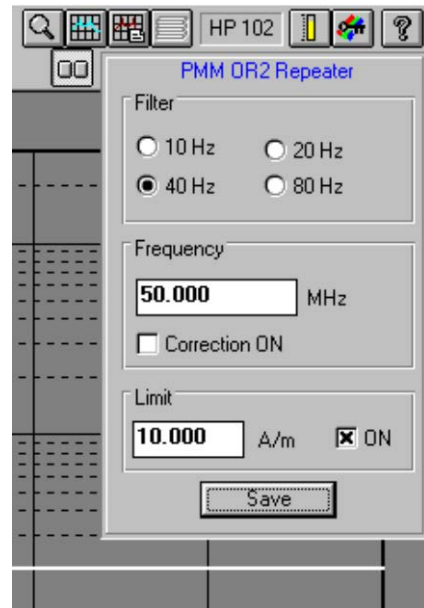 HP 102
?
PMM OR2 Repeater
Filter
10 Hz 20 Hz
40 Hz 80 Hz
Frequency
50.000 MHz
Correction ON
Limit
10.000 A/m ON
Save